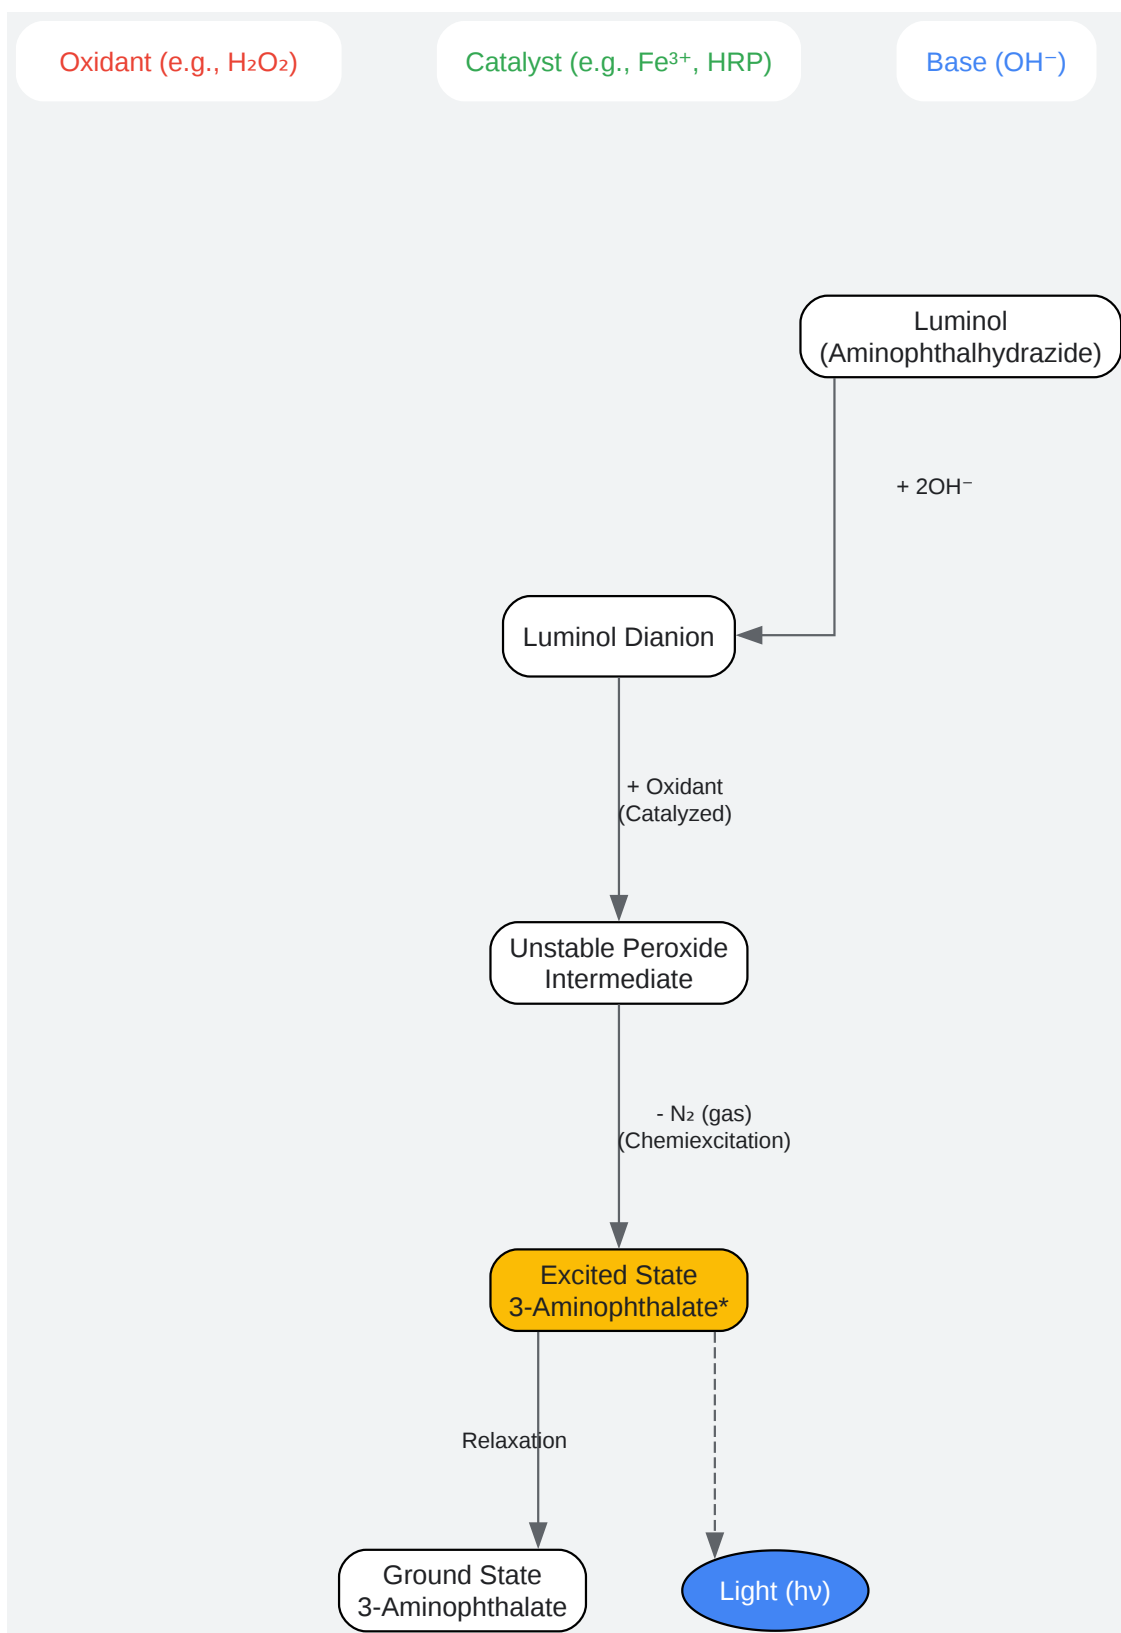 Oxidant (e.g., H₂O₂)
Catalyst (e.g., Fe³⁺, HRP)
Base (OH⁻)
Luminol
(Aminophthalhydrazide)
+ 2OH⁻
Luminol Dianion
+ Oxidant
(Catalyzed)
Unstable Peroxide
Intermediate
- N₂ (gas)
(Chemiexcitation)
Excited State
3-Aminophthalate*
Relaxation
Ground State
3-Aminophthalate
Light (hν)